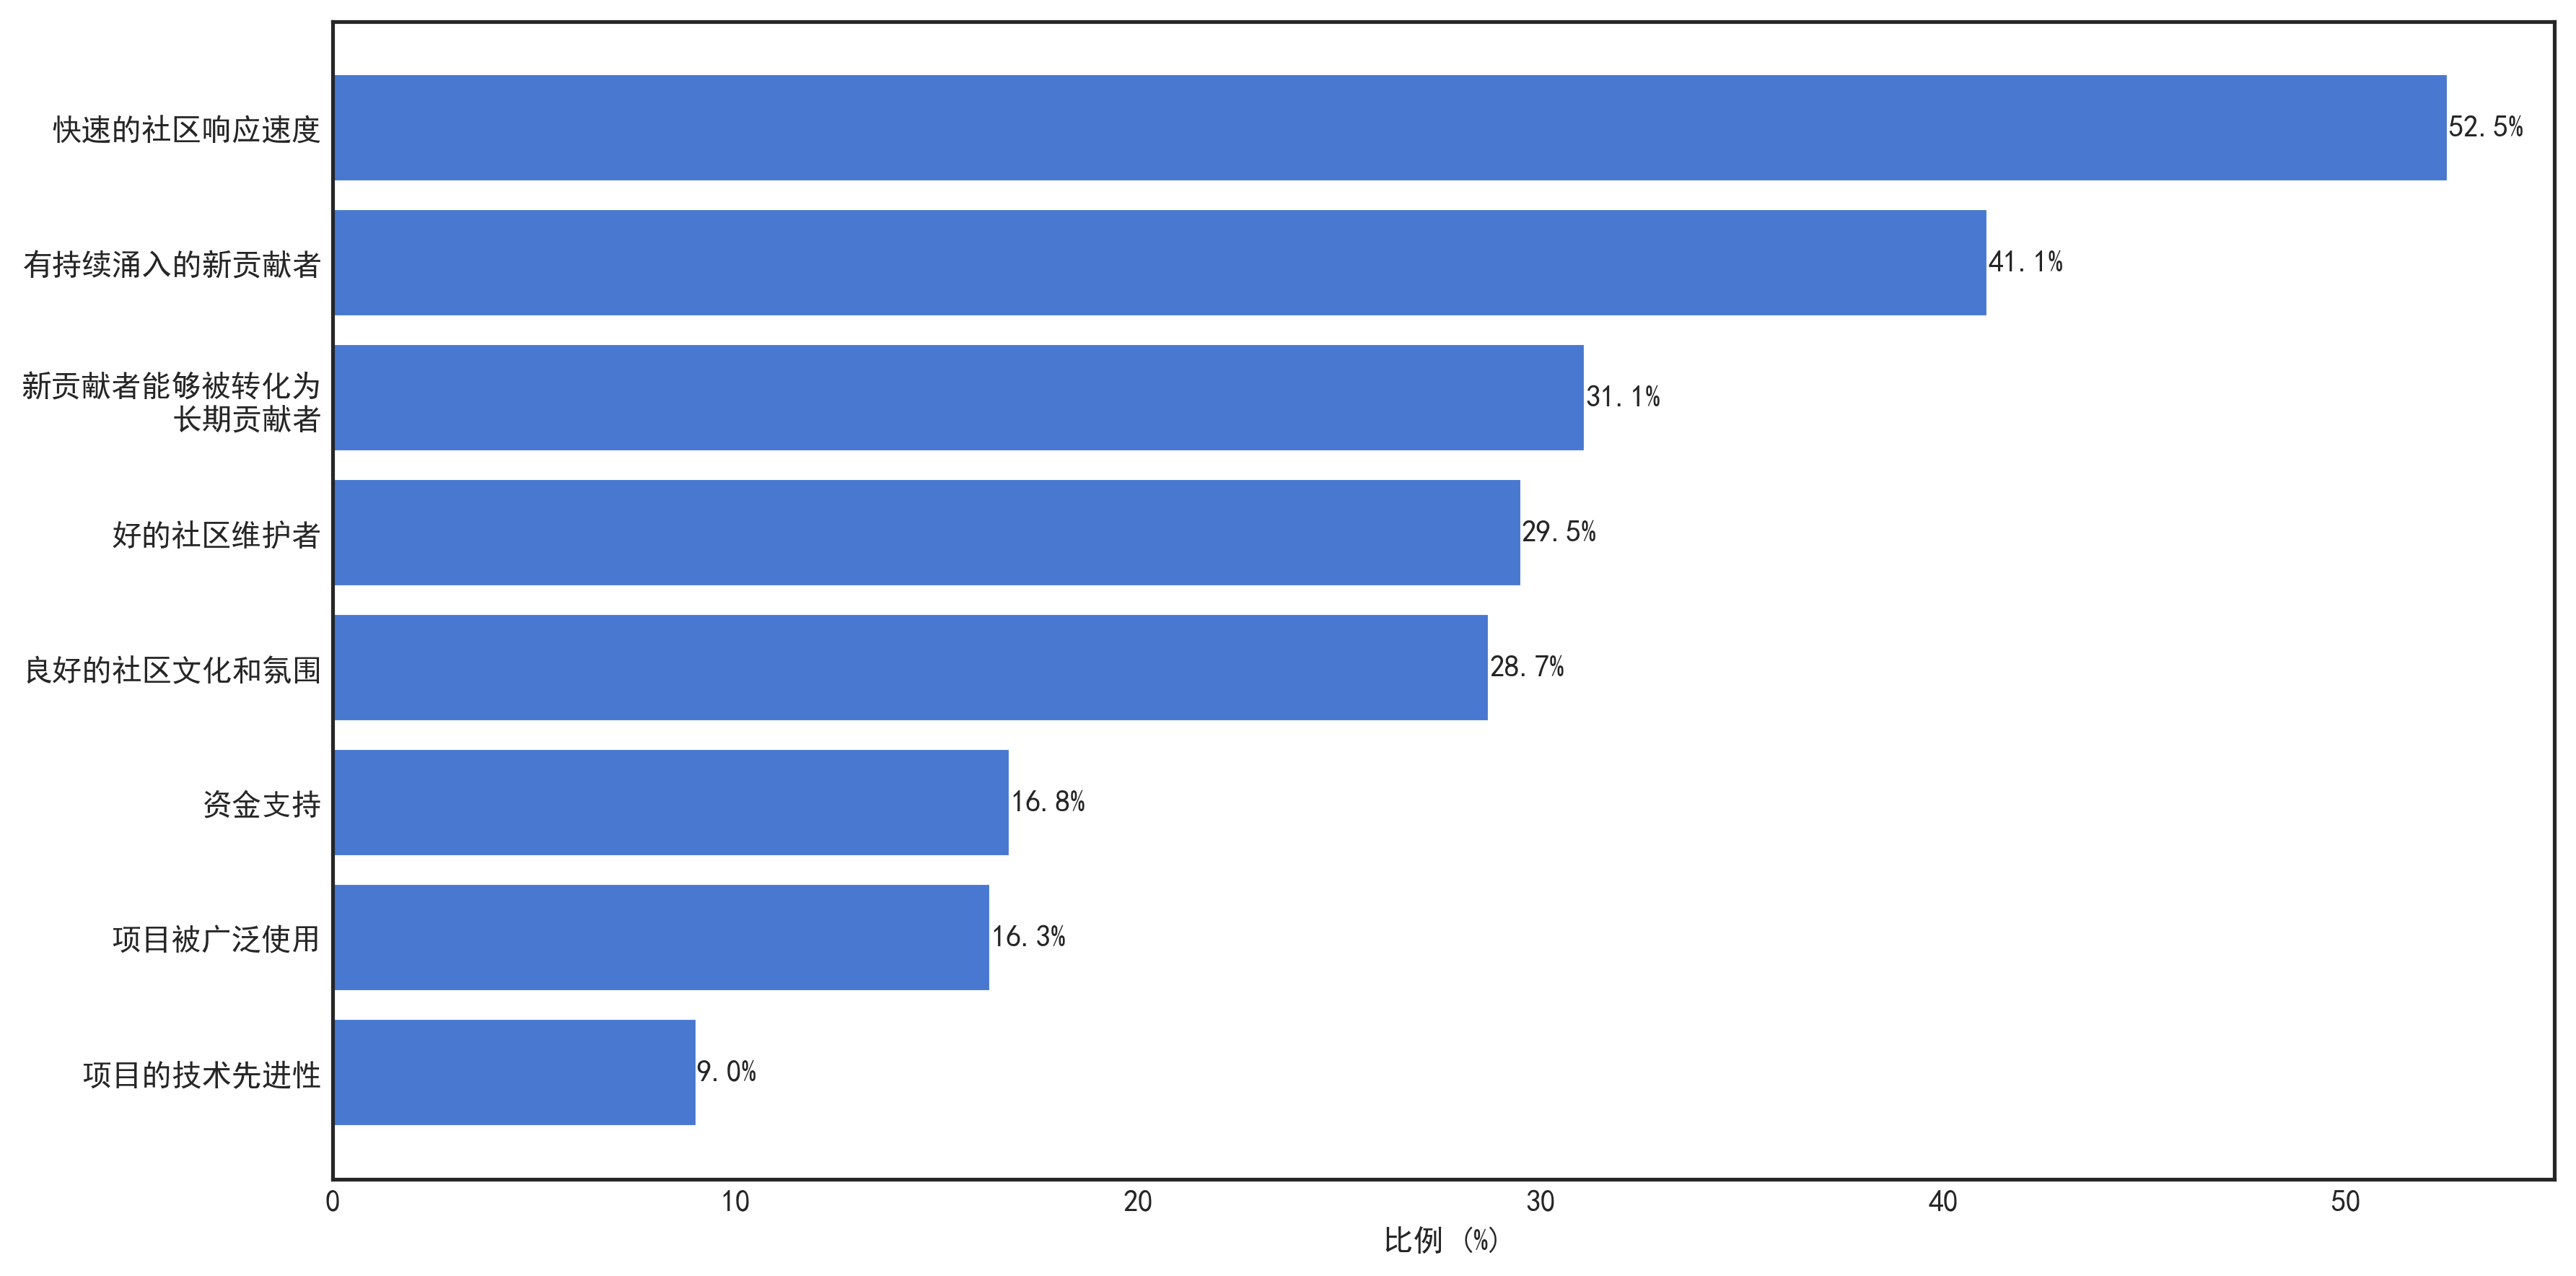 快速的社区响应速度
52.5%
有持续涌入的新贡献者
41.1%
新贡献者能够被转化为
长期贡献者
31.1%
好的社区维护者
29.5%
良好的社区文化和氛围
28.7%
资金支持
16.8%
项目被广泛使用
16.3%
项目的技术先进性
9.0%
0 10 20 30 40 50
比例 (%)